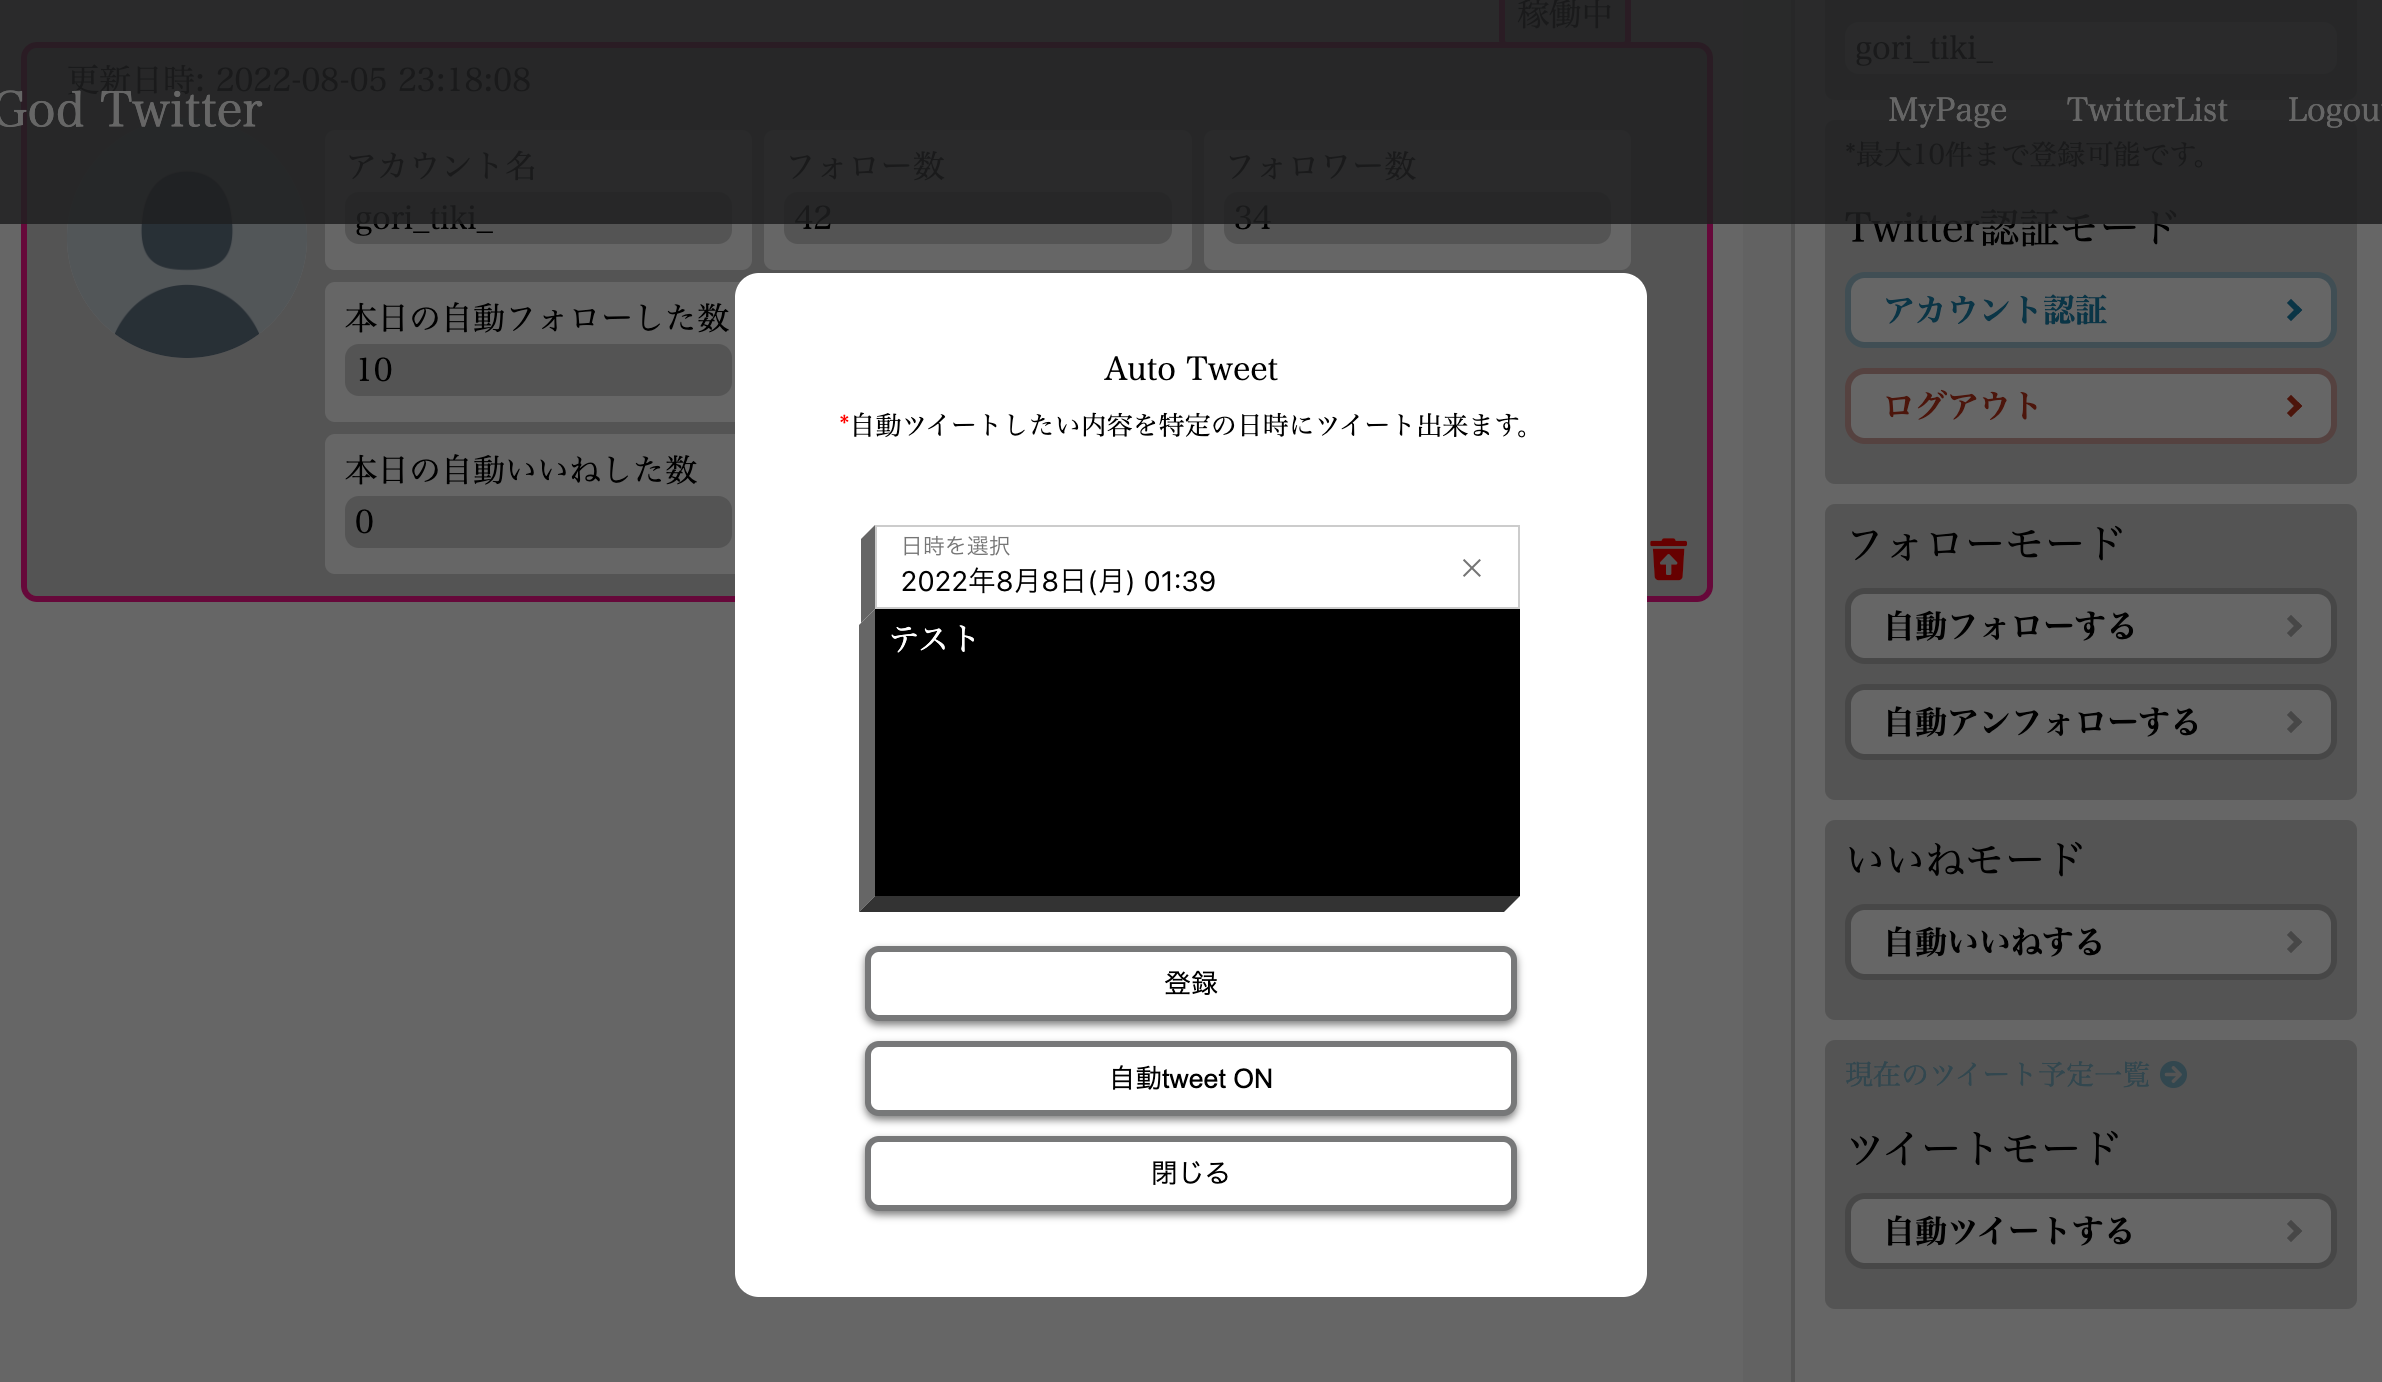 稼働中
gori_tiki_
更新日時: 2022-08-05 23:18:08
God Twitter
MyPage TwitterList
*最大10件まで登録可能です。
アカウント名
gori_tiki_
フォロー数
42
フォロワー数
34
本日の自動フォローした数
10
本日の自動いいねした数
0
Auto Tweet
*自動ツイートしたい内容を特定の日時にツイート出来ます。
日時を選択
2022年8月8日(月) 01:39
テスト
登録
自動tweet ON
閉じる
Twitter認証モード
アカウント認証
ログアウト
フォローモード
自動フォローする
自動アンフォローする
いいねモード
自動いいねする
現在のツイート予定一覧
ツイートモード
自動ツイートする